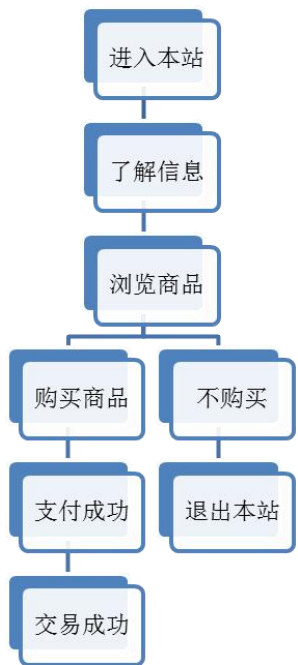 进入本站
了解信息
浏览商品
购买商品
不购买
支付成功
退出本站
交易成功